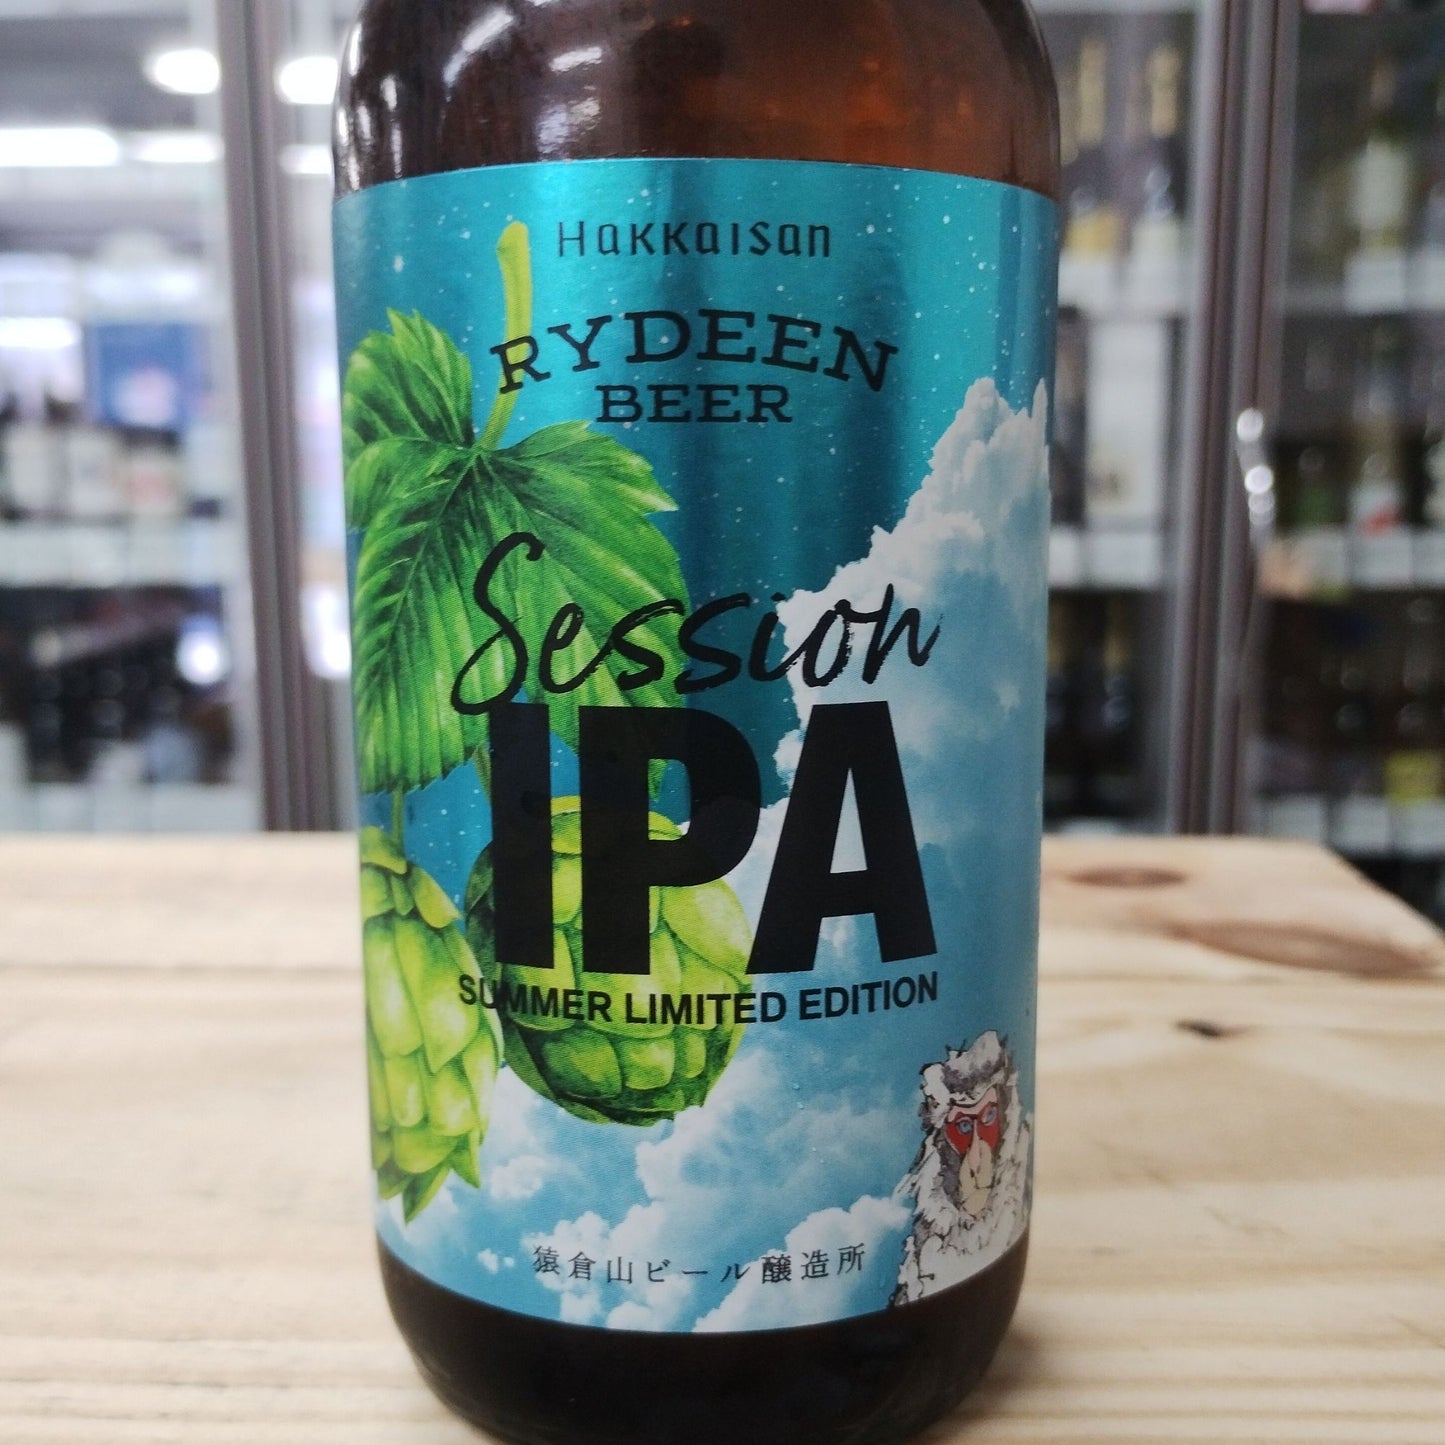 Hakkaisan
RYDEEN
BEER
Session
IPA
SUMMER LIMITED EDITION
猿倉山ビール醸造所